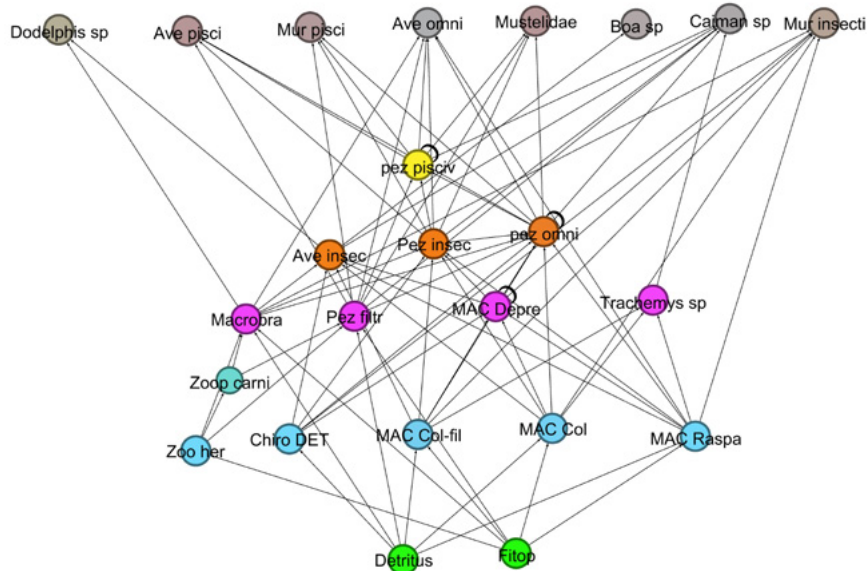 Dodelphis sp
Ave pisci
Mur pisci
Ave omni
Mustelidae
Boa sp
Caiman sp
Mur insecti
pez pisciv
Ave insec
Pez insec
pez omni
Macrobra
Pez filtr
MAC Depre
Trachemys sp
Zoop carni
Zoo her
Chiro DET
MAC Col-fil
MAC Col
MAC Raspa
Detritus
Fitop